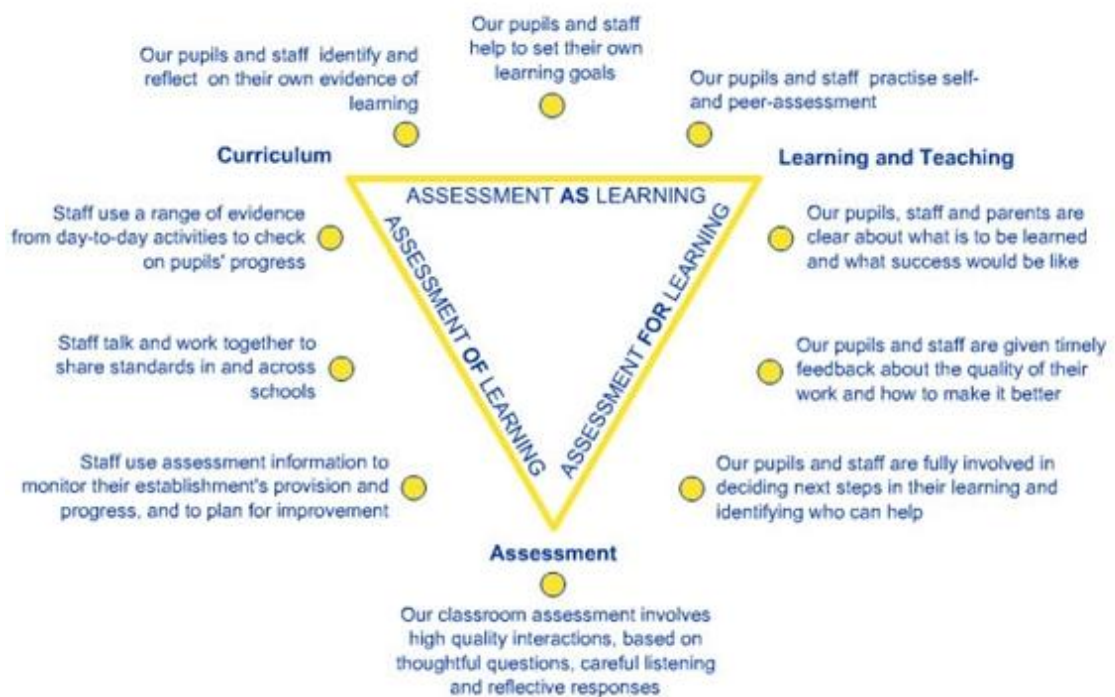 Our pupils and staff identify and
reflect on their own evidence of
learning
Our pupils and staff
help to set their own
learning goals
Our pupils and staff practise self-
and peer-assessment
Curriculum
Learning and Teaching
ASSESSMENT AS LEARNING
ASSESSMENT OF LEARNING
ASSESSMENT FOR LEARNING
Staff use a range of evidence
from day-to-day activities to check
on pupils' progress
Our pupils, staff and parents are
clear about what is to be learned
and what success would be like
Staff talk and work together to
share standards in and across
schools
Our pupils and staff are given timely
feedback about the quality of their
work and how to make it better
Staff use assessment information to
monitor their establishment's provision and
progress, and to plan for improvement
Our pupils and staff are fully involved in
deciding next steps in their learning and
identifying who can help
Assessment
Our classroom assessment involves
high quality interactions, based on
thoughtful questions, careful listening
and reflective responses